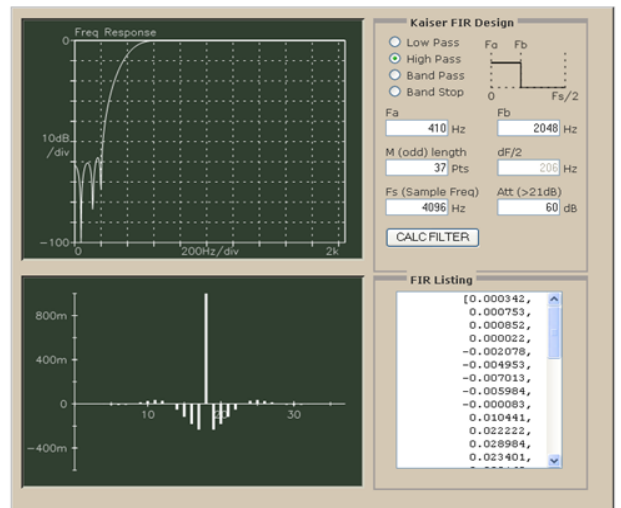 Freq Response
0
10dB
/div
-100
0
200Hz/div
2k
800m
400m
0
-400m
10
20
30
Kaiser FIR Design
Low Pass
High Pass
Band Pass
Band Stop
Fa Fb
0 Fs/2
Fa Fb
410 Hz 2048 Hz
M (odd) length dF/2
37 Pts 206 Hz
Fs (Sample Freq) Att (>21dB)
4096 Hz 60 dB
CALC FILTER
FIR Listing
[0.000342,
0.000753,
0.000852,
0.000022,
-0.002078,
-0.004953,
-0.007013,
-0.005984,
-0.000083,
0.010441,
0.022222,
0.028984,
0.023401,